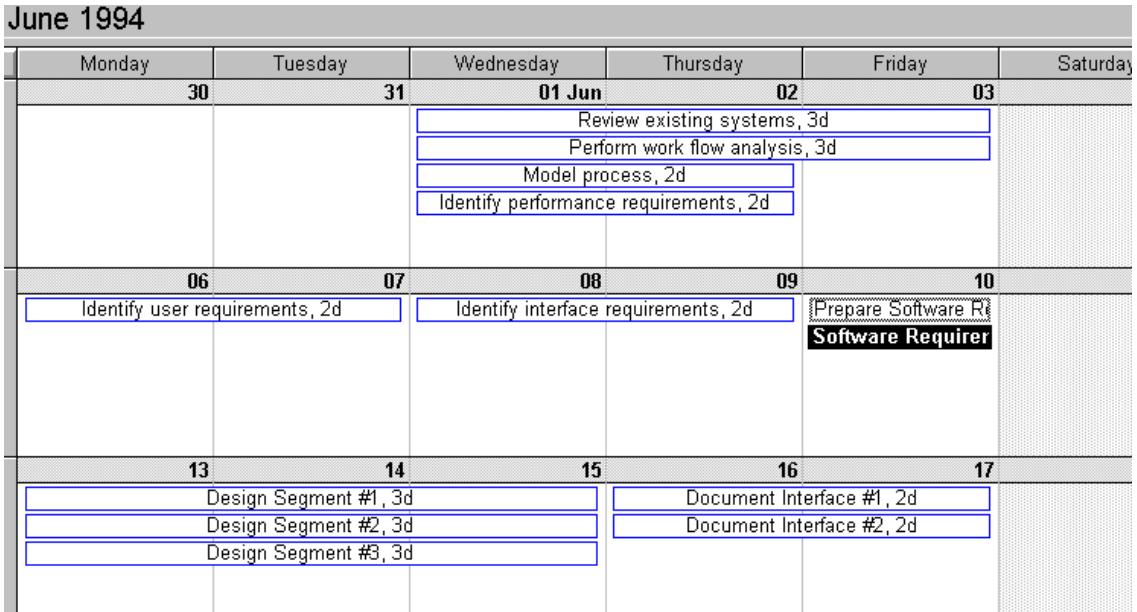 June 1994
Monday Tuesday Wednesday Thursday Friday Saturday
30 31 01 Jun 02 03
Review existing systems, 3d
Perform work flow analysis, 3d
Model process, 2d
Identify performance requirements, 2d
06 07 08 09 10
Identify user requirements, 2d Identify interface requirements, 2d Prepare Software Re
Software Requirer
13 14 15 16 17
Design Segment #1, 3d Document Interface #1, 2d
Design Segment #2, 3d Document Interface #2, 2d
Design Segment #3, 3d